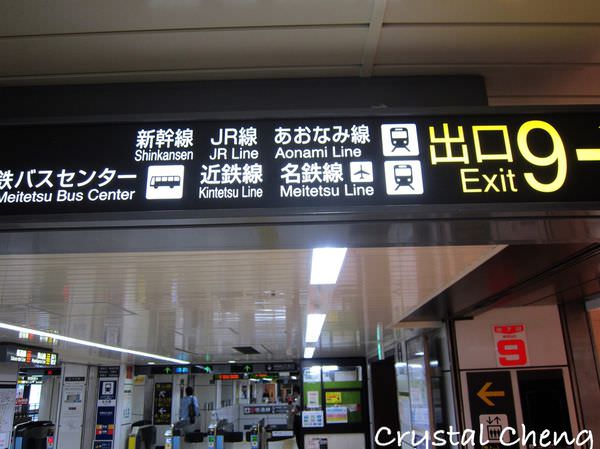 新幹線 JR線 あおなみ線
Shinkansen JR Line Aonami Line
鉄バスセンター 近鉄線 名鉄線
Meitetsu Bus Center Kintetsu Line Meitetsu Line
出口 9-
Exit
9
Crystal Cheng